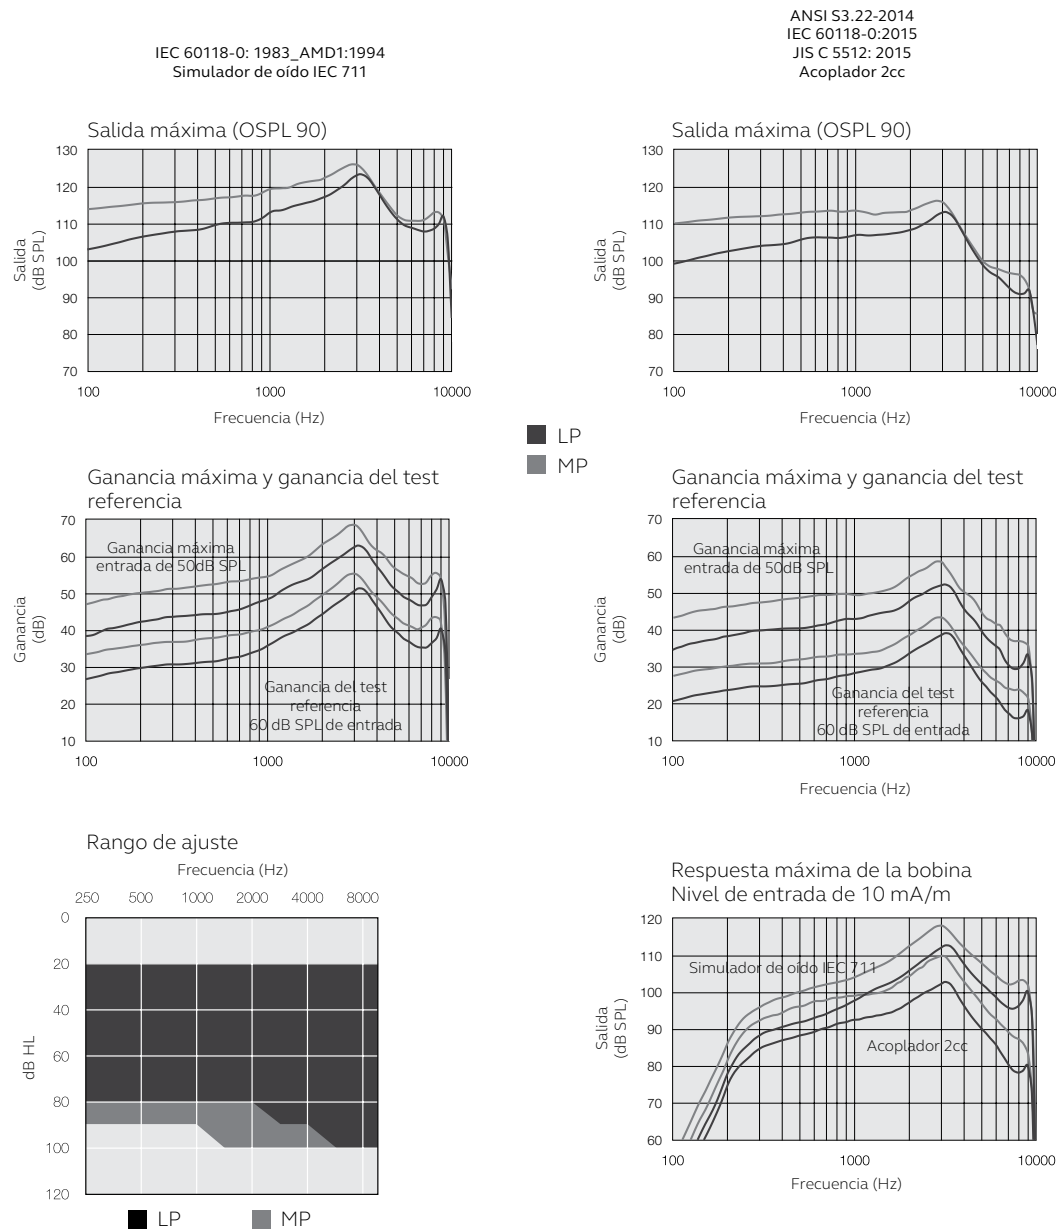 IEC 60118-0: 1983_AMD1:1994
Simulador de oído IEC 711
ANSI S3.22-2014
IEC 60118-0:2015
JIS C 5512: 2015
Acoplador 2cc
Salida máxima (OSPL 90)
Salida
(dB SPL)
130
120
110
100
90
80
70
100
1000
10000
Frecuencia (Hz)
Salida máxima (OSPL 90)
Salida
(dB SPL)
130
120
110
100
90
80
70
100
1000
10000
Frecuencia (Hz)
LP
MP
Ganancia máxima y ganancia del test
referencia
Ganancia
(dB)
70
60
50
40
30
20
10
Ganancia máxima
entrada de 50dB SPL
Ganancia del test
referencia
60 dB SPL de entrada
100
1000
10000
Ganancia máxima y ganancia del test
referencia
Ganancia
(dB)
70
60
50
40
30
20
10
Ganancia máxima
entrada de 50dB SPL
Ganancia del test
referencia
60 dB SPL de entrada
100
1000
10000
Frecuencia (Hz)
Rango de ajuste
Frecuencia (Hz)
250 500 1000 2000 4000 8000
dB HL
0
20
40
60
80
100
120
LP
MP
Respuesta máxima de la bobina
Nivel de entrada de 10 mA/m
Salida
(dB SPL)
120
110
100
90
80
70
60
Simulador de oído IEC 711
Acoplador 2cc
100
1000
10000
Frecuencia (Hz)